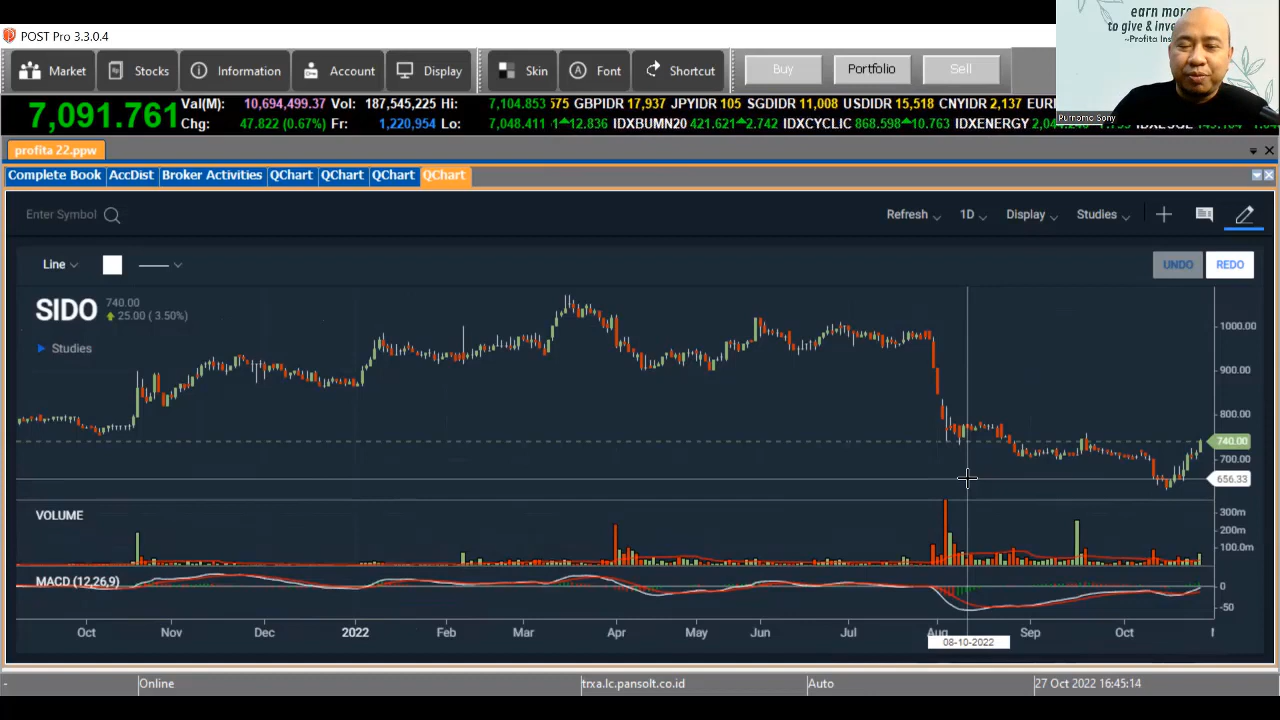 earn more
to give & inve
~Profita Ins
POST Pro 3.3.0.4
Market Stocks Information Account Display Skin Font Shortcut Buy Portfolio Sell
7,091.761 Val(M): 10,694,499.37 Vol: 187,545,225 Hi: 7,104.853 575 GBPIDR 17,937 JPYIDR 105 SGDIDR 11,008 USDIDR 15,518 CNYIDR 2,137 EURI
Chg: 47.822 (0.67%) Fr: 1,220,954 Lo: 7,048.411 12.836 IDXBUMN20 421.621 2.742 IDXCYCLIC 868.598 10.763 IDXENERGY
Purnomo Sony
profita 22.ppw
Complete Book AccDist Broker Activities QChart QChart QChart QChart
Enter Symbol Refresh 1D Display Studies
Line UNDO REDO
SIDO 740.00
25.00 ( 3.50%)
Studies
1000.00
900.00
800.00
740.00
700.00
656.33
VOLUME
300m
200m
100.0m
MACD (12,26,9)
0
-50
Oct Nov Dec 2022 Feb Mar Apr May Jun Jul Aug Sep Oct
08-10-2022
- Online trxa.lc.pansolt.co.id Auto 27 Oct 2022 16:45:14